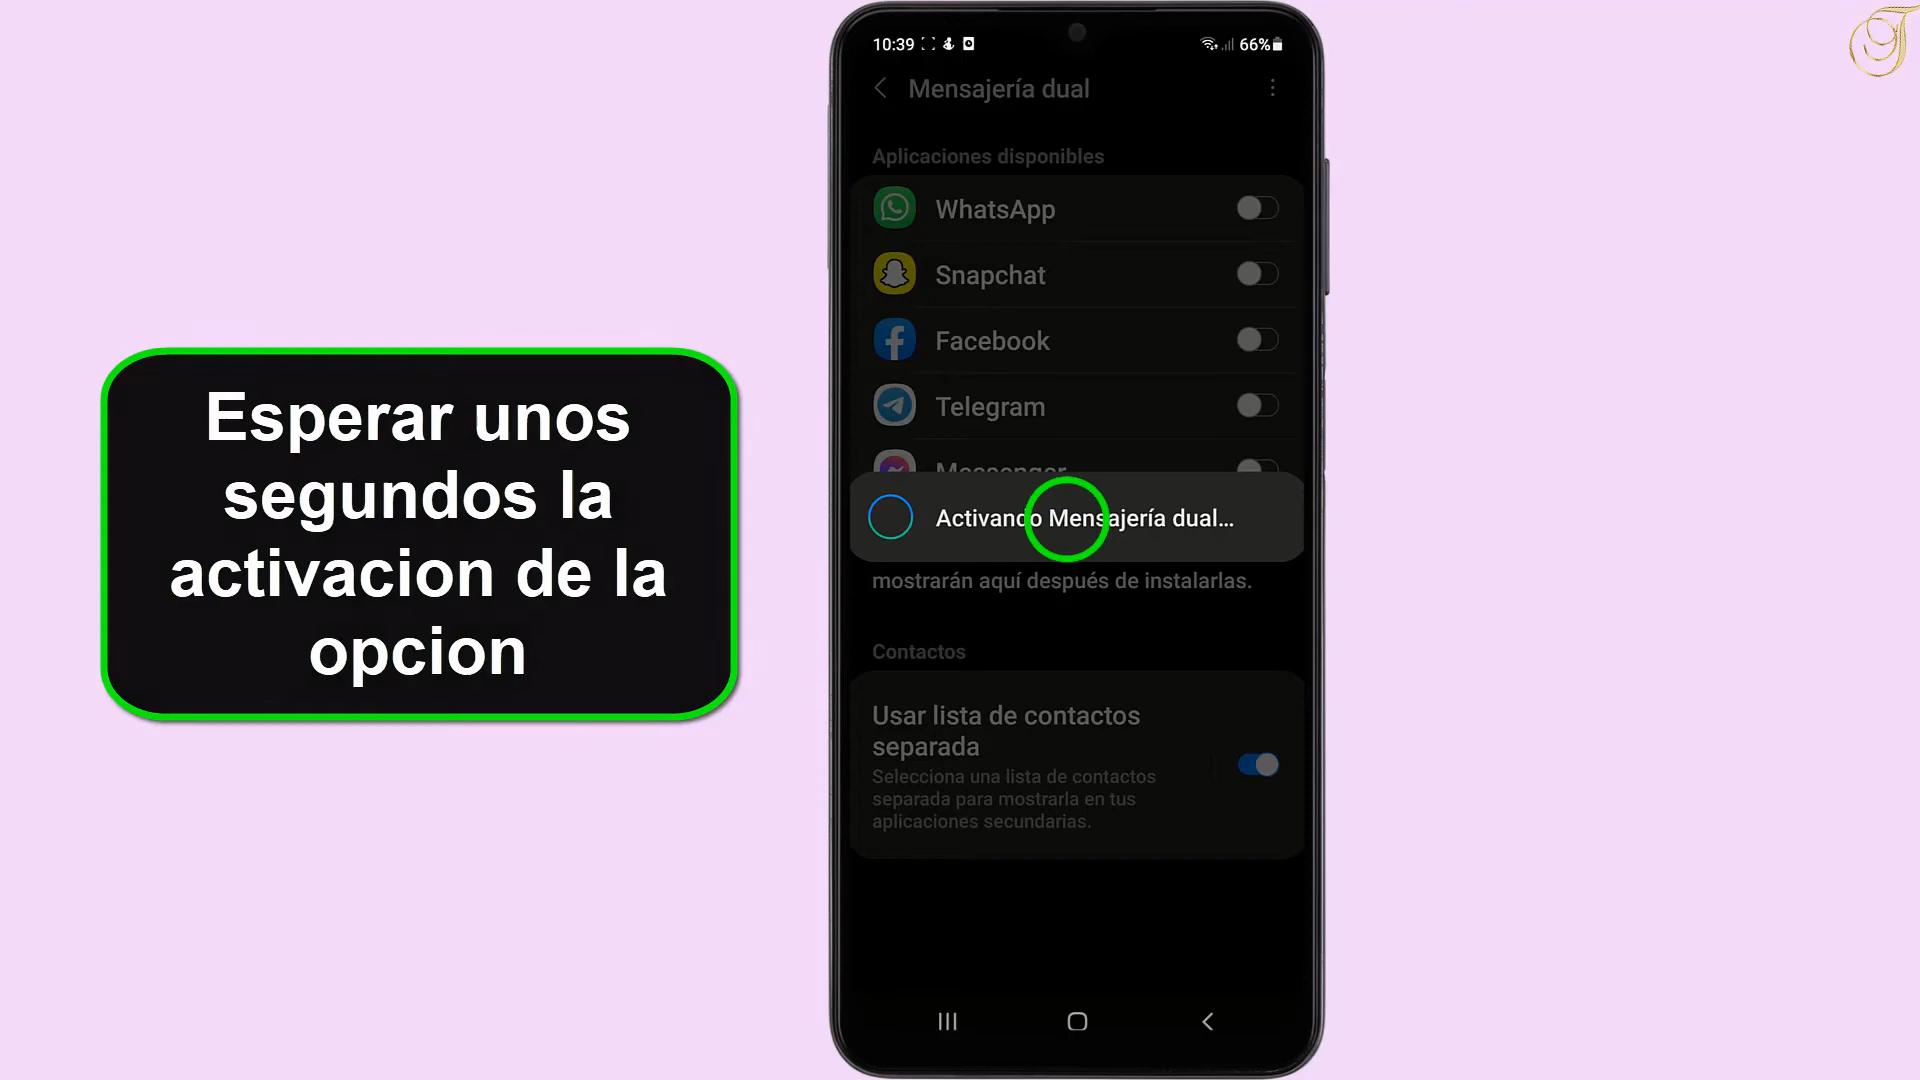 Esperar unos
segundos la
activacion de la
opcion
10:39
66%
Mensajería dual
Aplicaciones disponibles
WhatsApp
Snapchat
Facebook
Telegram
Messenger
Activando Mensajería dual...
mostrarán aquí después de instalarlas.
Contactos
Usar lista de contactos
separada
Selecciona una lista de contactos
separada para mostrarla en tus
aplicaciones secundarias.